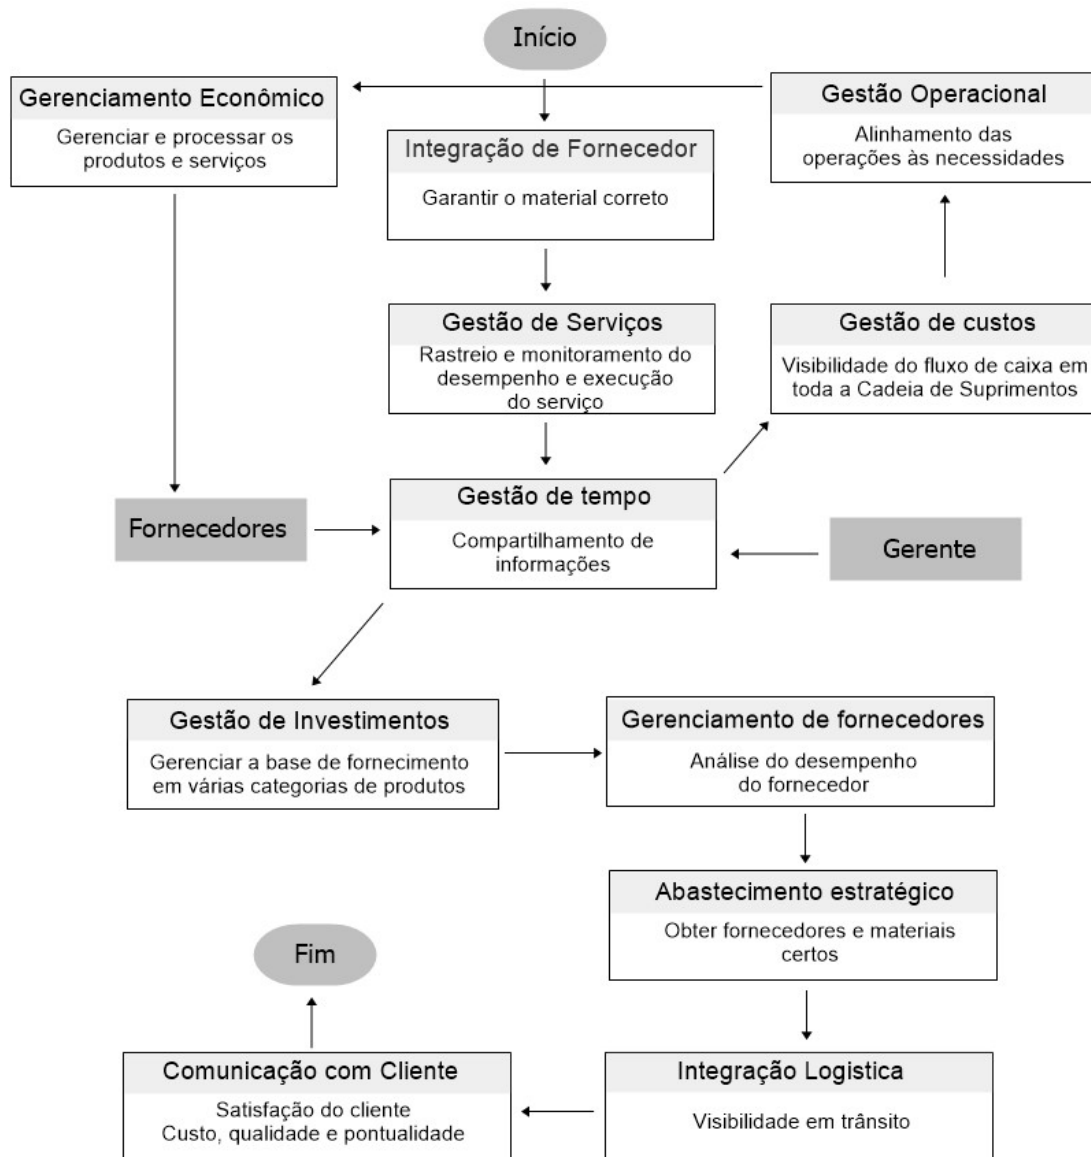 Início
Gerenciamento Econômico
Gerenciar e processar os
produtos e serviços
Integração de Fornecedor
Garantir o material correto
Gestão Operacional
Alinhamento das
operações às necessidades
Gestão de Serviços
Rastreio e monitoramento do
desempenho e execução
do serviço
Gestão de custos
Visibilidade do fluxo de caixa em
toda a Cadeia de Suprimentos
Fornecedores
Gestão de tempo
Compartilhamento de
informações
Gerente
Gestão de Investimentos
Gerenciar a base de fornecimento
em várias categorias de produtos
Gerenciamento de fornecedores
Análise do desempenho
do fornecedor
Abastecimento estratégico
Obter fornecedores e materiais
certos
Fim
Comunicação com Cliente
Satisfação do cliente
Custo, qualidade e pontualidade
Integração Logistica
Visibilidade em trânsito